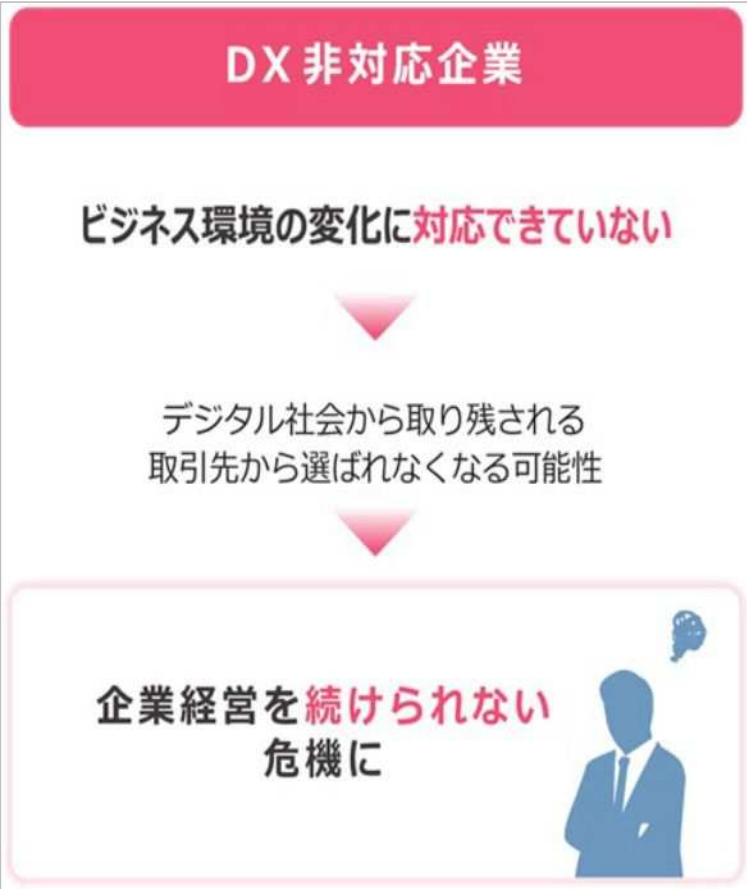 DX非対応企業
ビジネス環境の変化に対応できていない
デジタル社会から取り残される
取引先から選ばれなくなる可能性
企業経営を続けられない
危機に